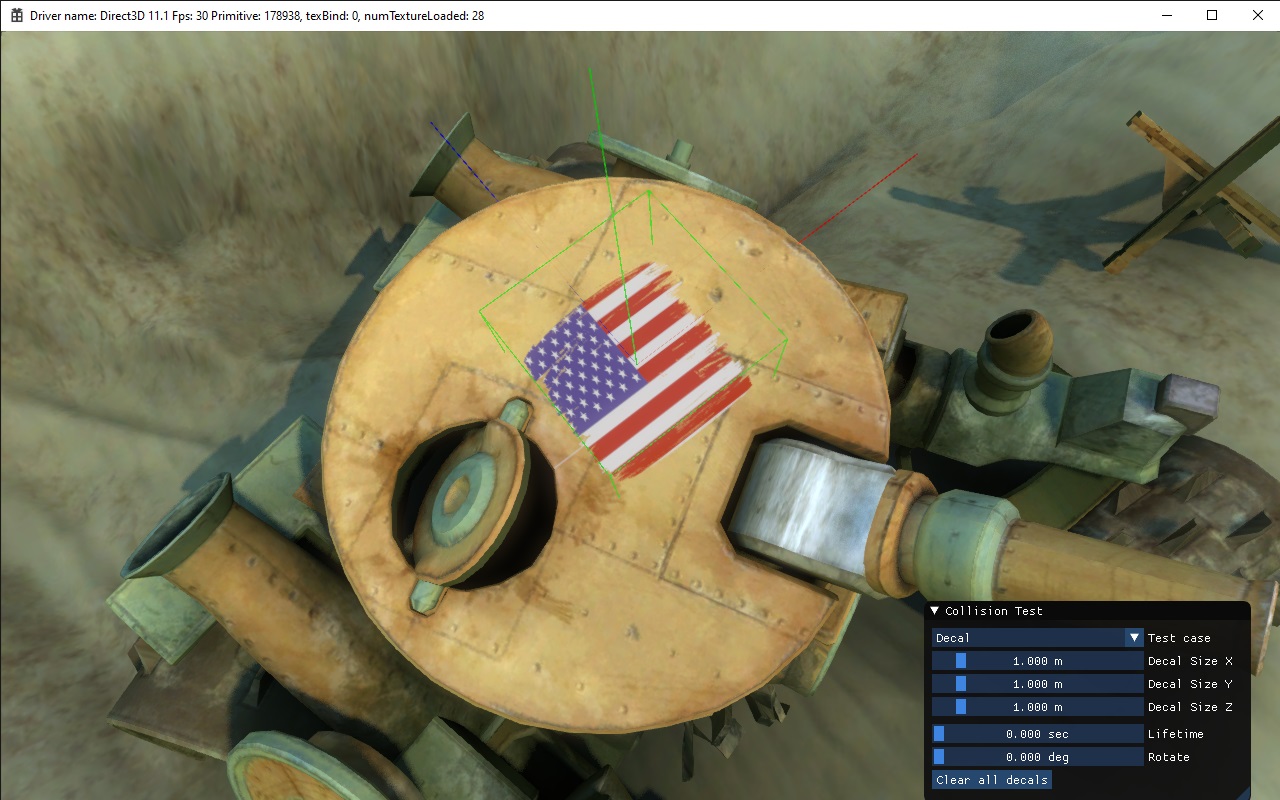 Driver name: Direct3D 11.1 Fps: 30 Primitive: 178938, texBind: 0, numTextureLoaded: 28
Collision Test
Decal Test case
1.000 m Decal Size X
1.000 m Decal Size Y
1.000 m Decal Size Z
0.000 sec Lifetime
0.000 deg Rotate
Clear all decals